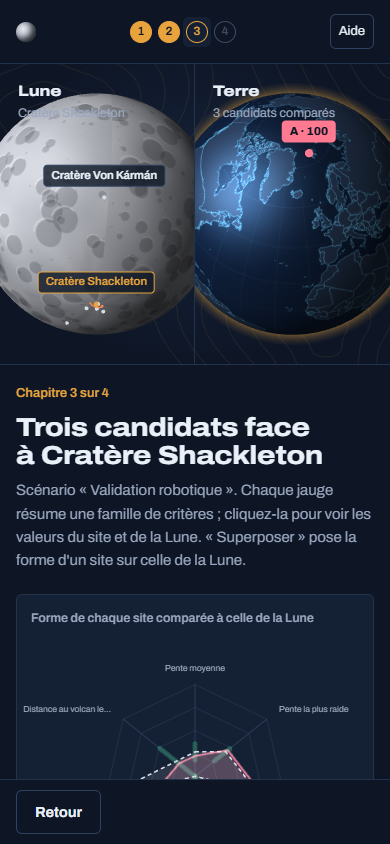 1 2 3 4
Aide
Lune
Cratère Shackleton
Terre
3 candidats comparés
A · 100
Cratère Von Kármán
Cratère Shackleton
Chapitre 3 sur 4
Trois candidats face
à Cratère Shackleton
Scénario « Validation robotique ». Chaque jauge
résume une famille de critères ; cliquez-la pour voir les
valeurs du site et de la Lune. « Superposer » pose la
forme d'un site sur celle de la Lune.
Forme de chaque site comparée à celle de la Lune
Pente moyenne
Distance au volcan le...
Pente la plus raide
Retour